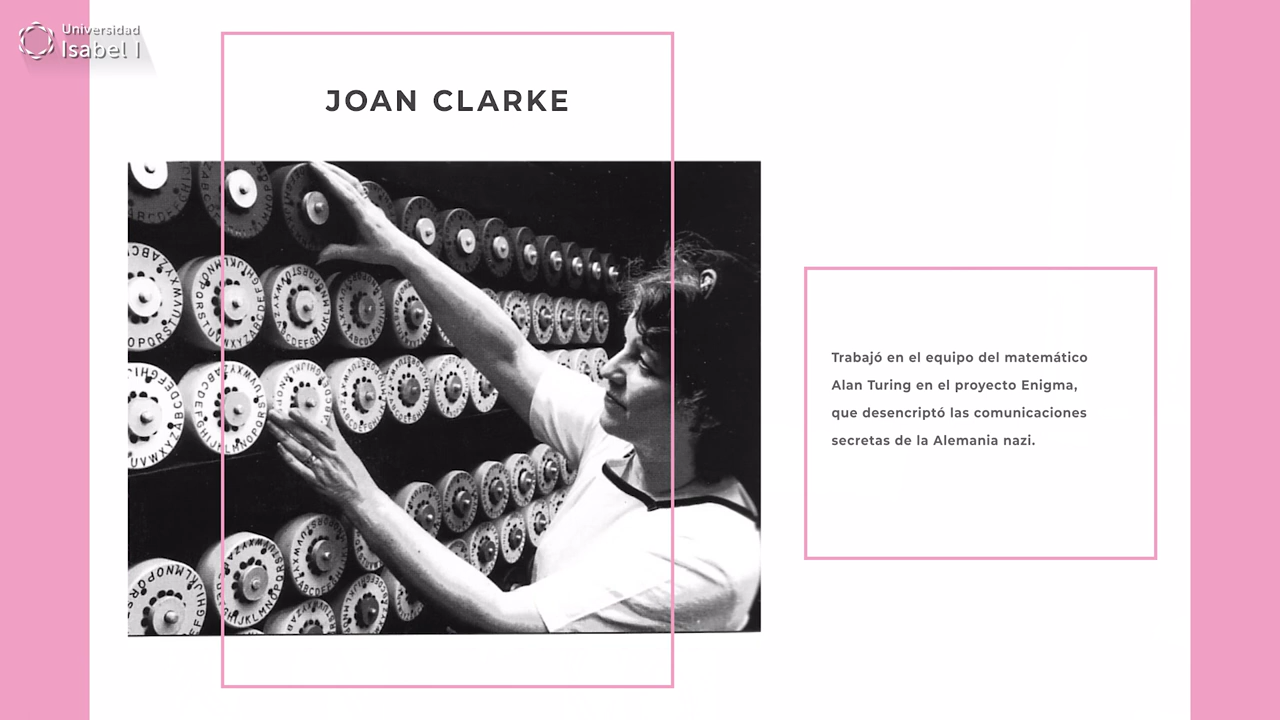 Universidad
Isabel I
JOAN CLARKE
Trabajó en el equipo del matemático
Alan Turing en el proyecto Enigma,
que desencriptó las comunicaciones
secretas de la Alemania nazi.